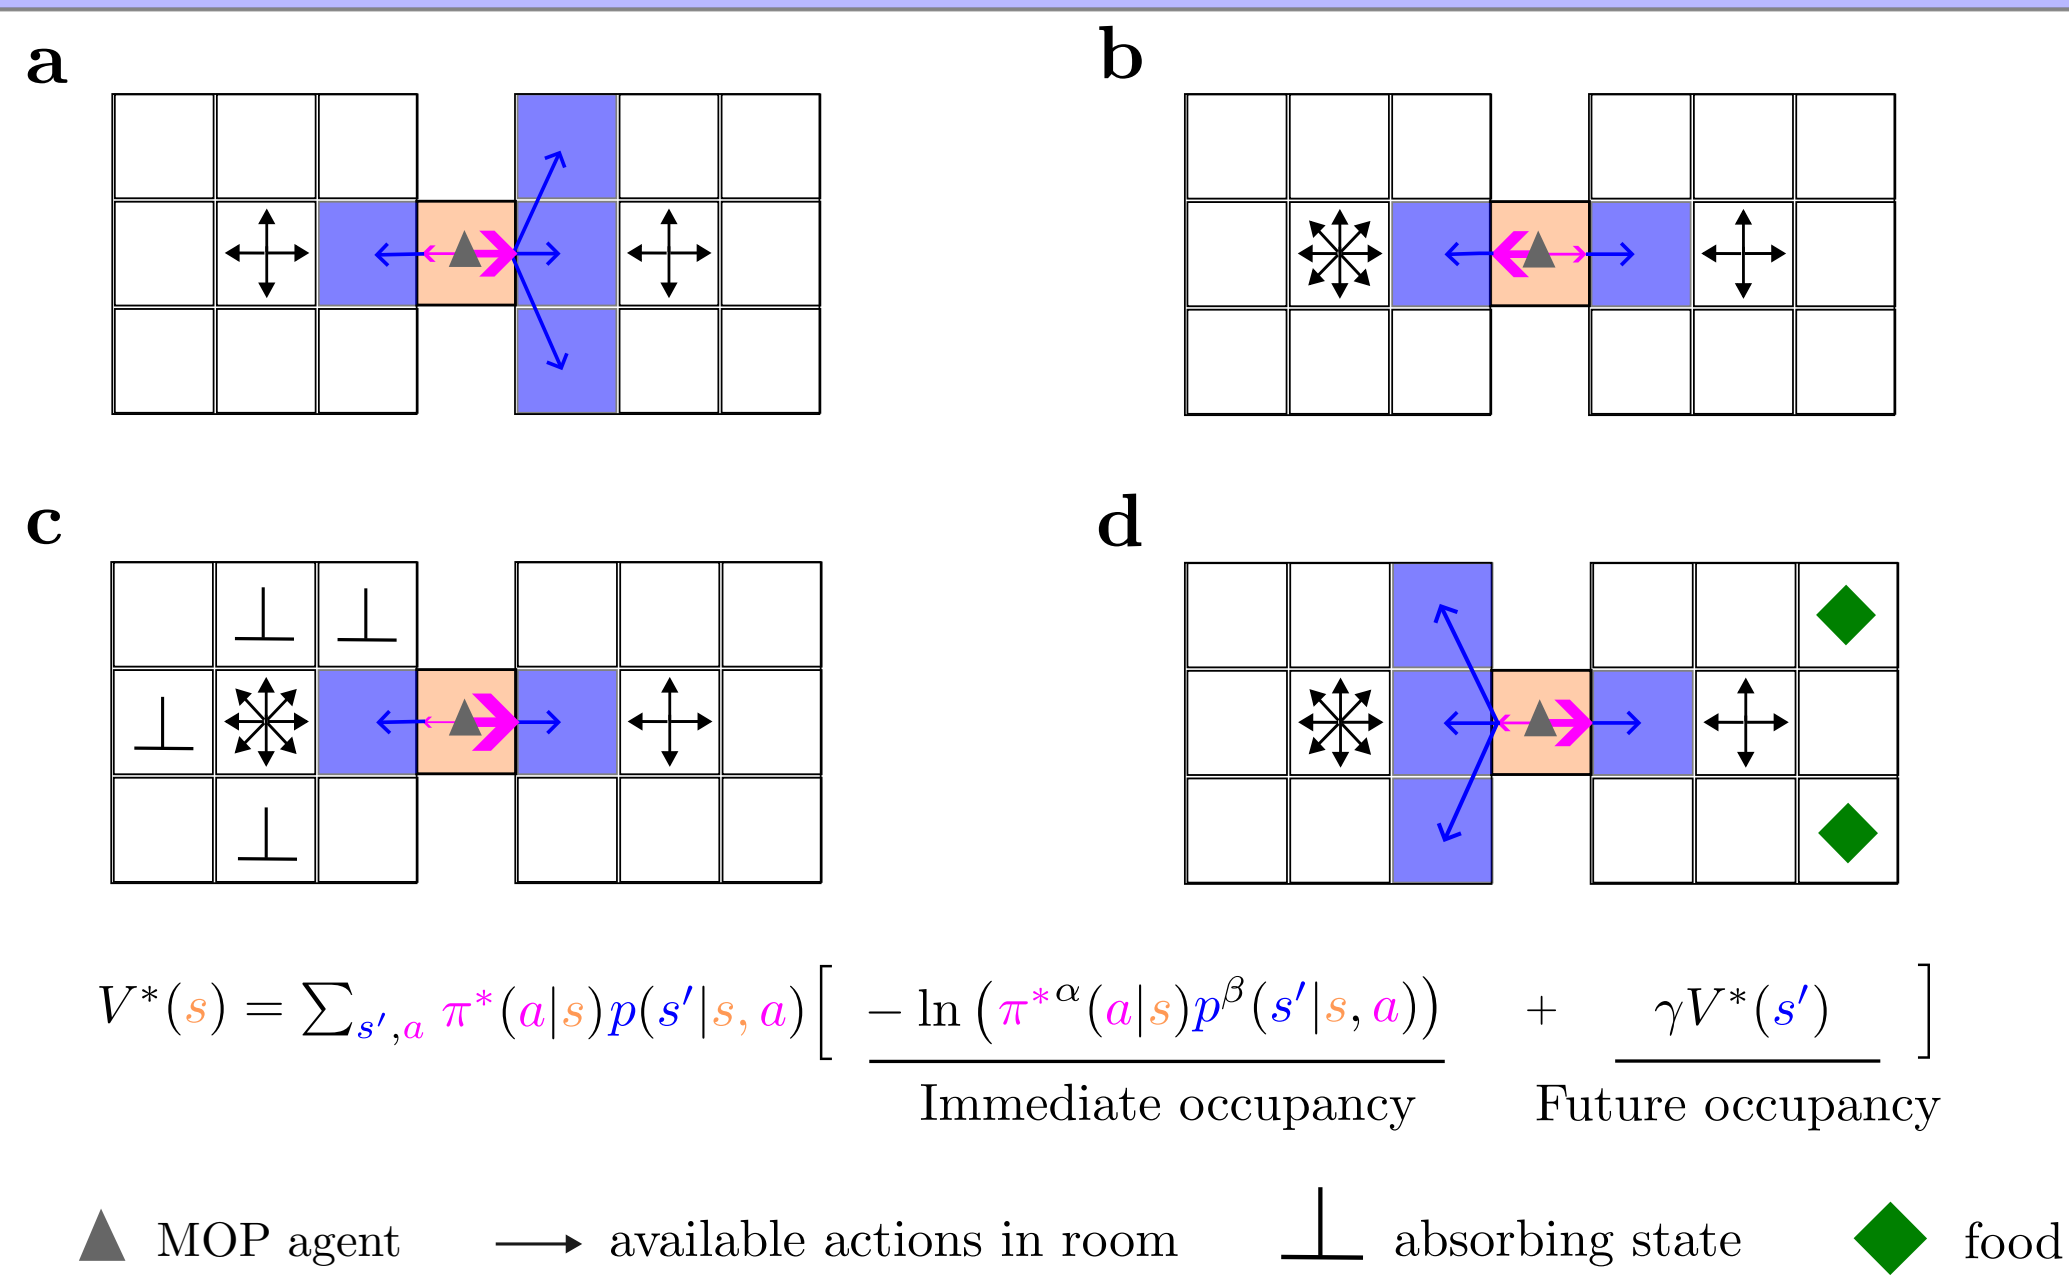 a
b
c
d
V*(s) = ∑s',a π*(a|s)p(s'|s,a)[ − ln (π*α(a|s)pβ(s'|s,a)) + γV*(s') ]
Immediate occupancy
Future occupancy
MOP agent
available actions in room
absorbing state
food